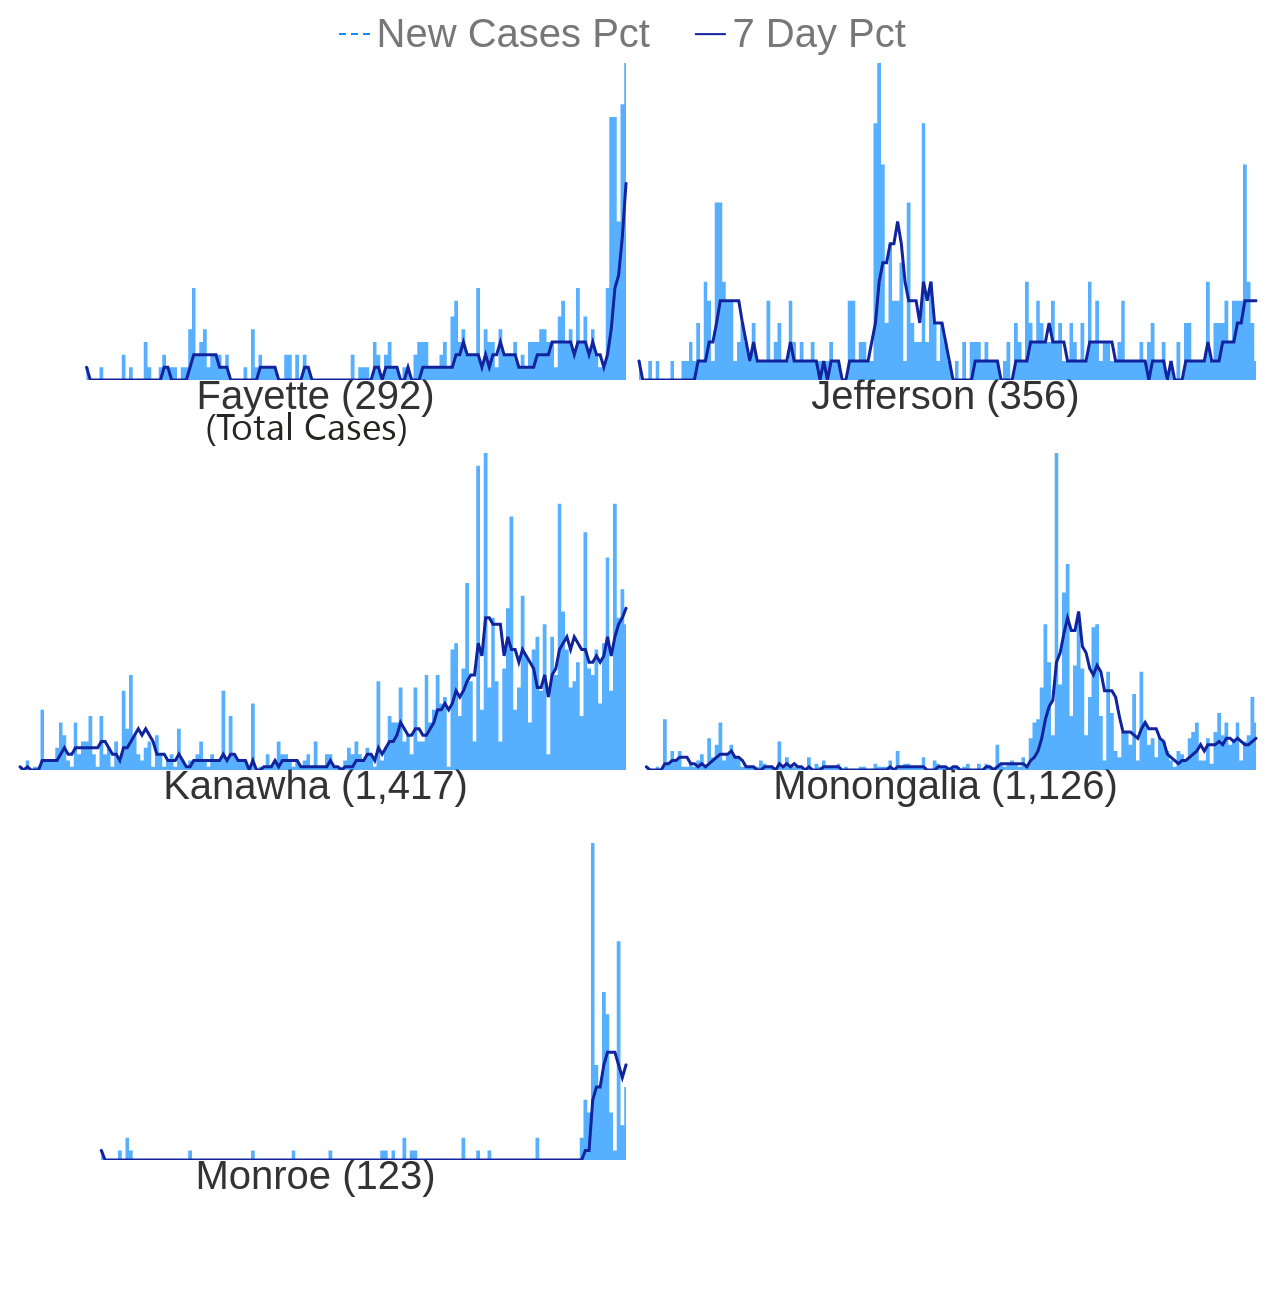 New Cases Pct 7 Day Pct
Fayette (292) Jefferson (356)
(Total Cases)
Kanawha (1,417) Monongalia (1,126)
Monroe (123)